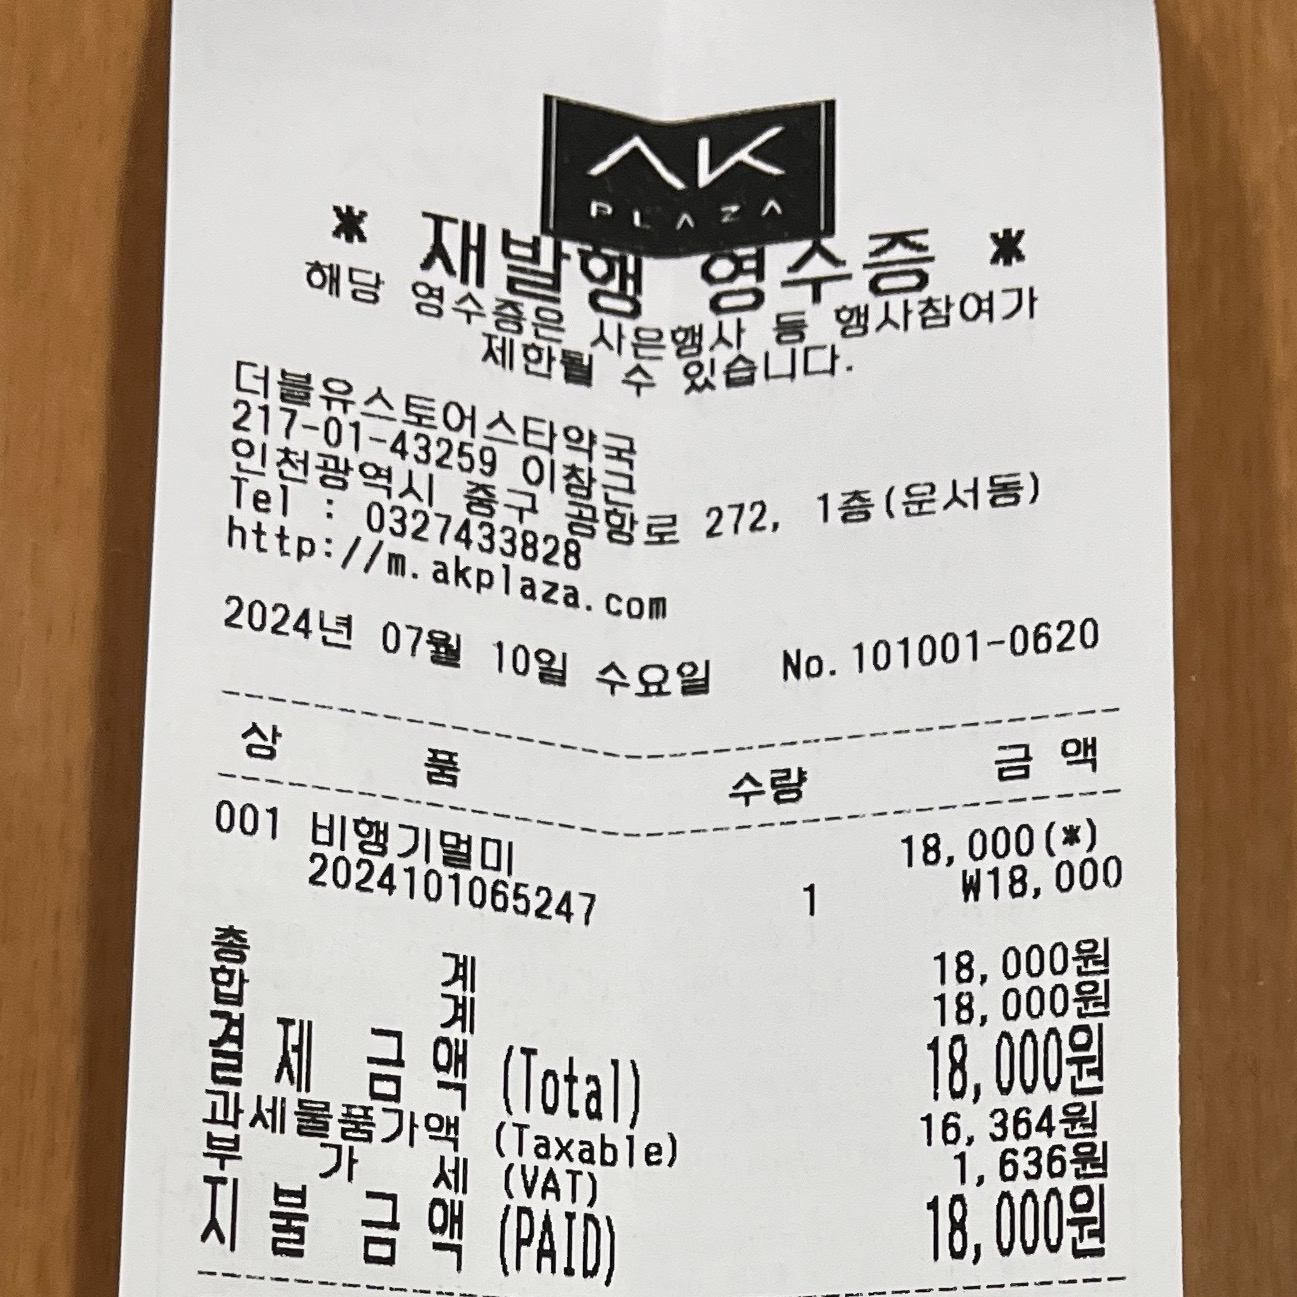 AK
PLAZA
* 재발행 영수증 *
해당 영수증은 사은행사 등 행사참여가
제한될 수 있습니다.
더블유스토어스타약국
217-01-43259 이창근
인천광역시 중구 공항로 272, 1층(운서동)
Tel : 0327433828
http://m.akplaza.com
2024년 07월 10일 수요일 No.101001-0620
상 품 수량 금 액
001 비행기멀미 18,000(*)
2024101065247 1 ₩18,000
총 계 18,000원
합 계 18,000원
결 제 금 액 (Total) 18,000원
과세물품가액 (Taxable) 16,364원
부 가 세 (VAT) 1,636원
지 불 금 액 (PAID) 18,000원